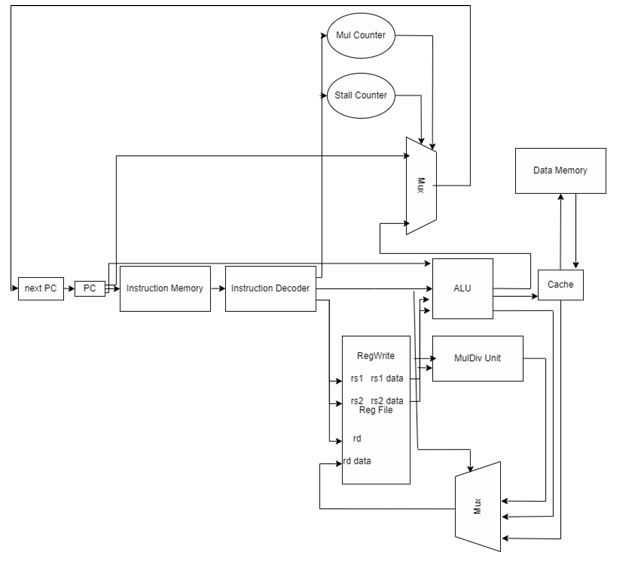 Mul Counter
Stall Counter
Mux
Data Memory
next PC
PC
Instruction Memory
Instruction Decoder
ALU
Cache
RegWrite
MulDiv Unit
rs1 rs1 data
rs2 rs2 data
Reg File
rd
rd data
Mux